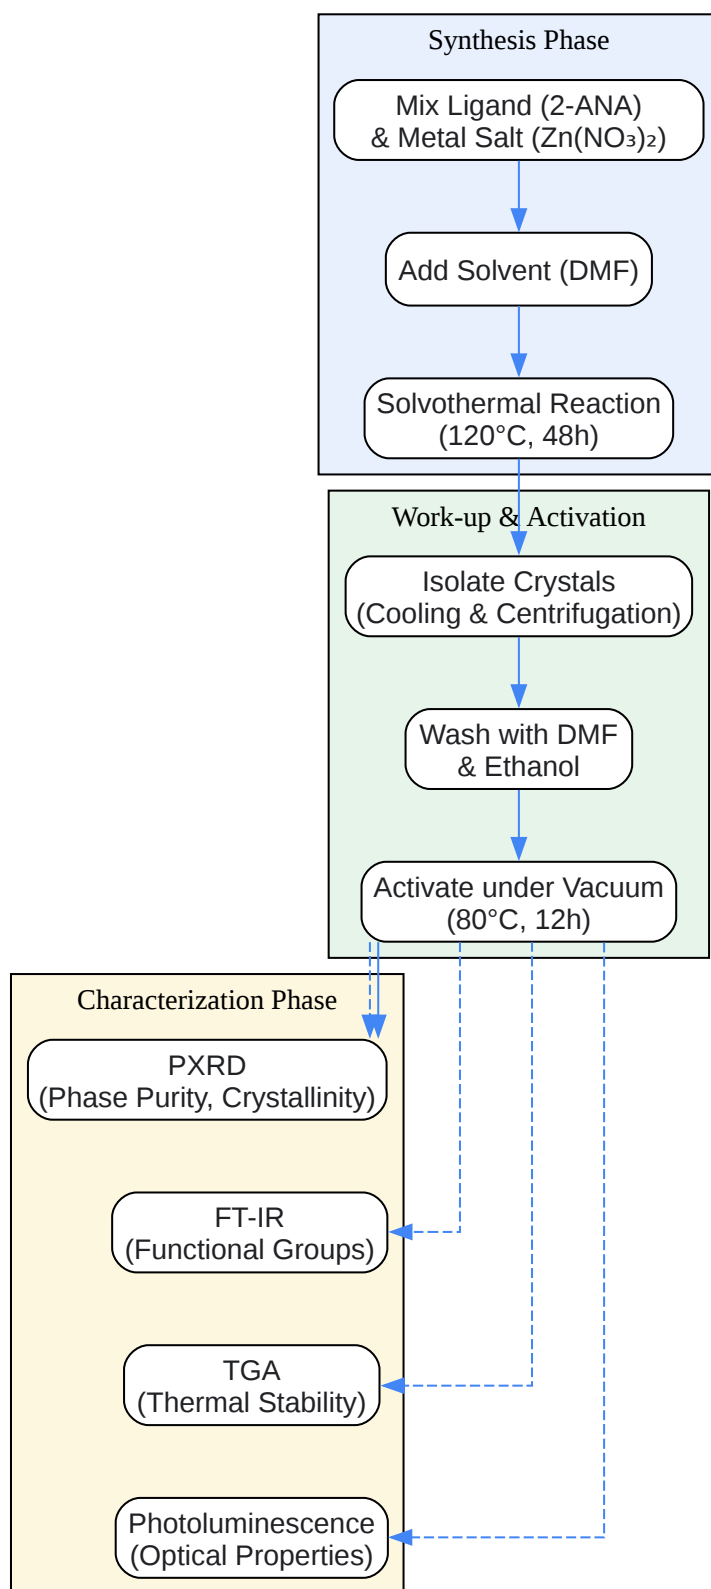 Synthesis Phase
Mix Ligand (2-ANA)
& Metal Salt (Zn(NO₃)₂)
Add Solvent (DMF)
Solvothermal Reaction
(120°C, 48h)
Work-up & Activation
Isolate Crystals
(Cooling & Centrifugation)
Wash with DMF
& Ethanol
Activate under Vacuum
(80°C, 12h)
Characterization Phase
PXRD
(Phase Purity, Crystallinity)
FT-IR
(Functional Groups)
TGA
(Thermal Stability)
Photoluminescence
(Optical Properties)